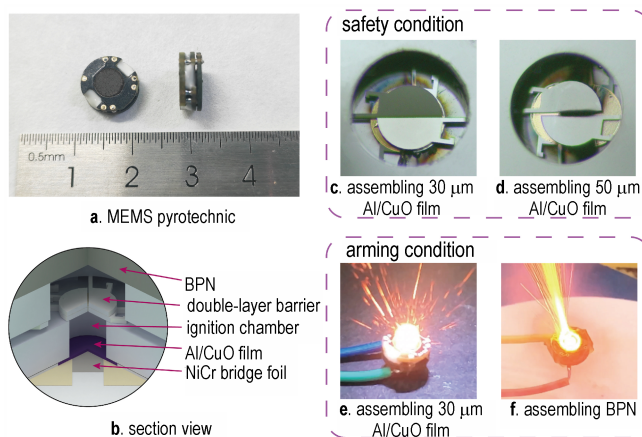 0.5mm
1 2 3 4
a. MEMS pyrotechnic
BPN
double-layer barrier
ignition chamber
Al/CuO film
NiCr bridge foil
b. section view
safety condition
c. assembling 30 μm
Al/CuO film
d. assembling 50 μm
Al/CuO film
arming condition
e. assembling 30 μm
Al/CuO film
f. assembling BPN